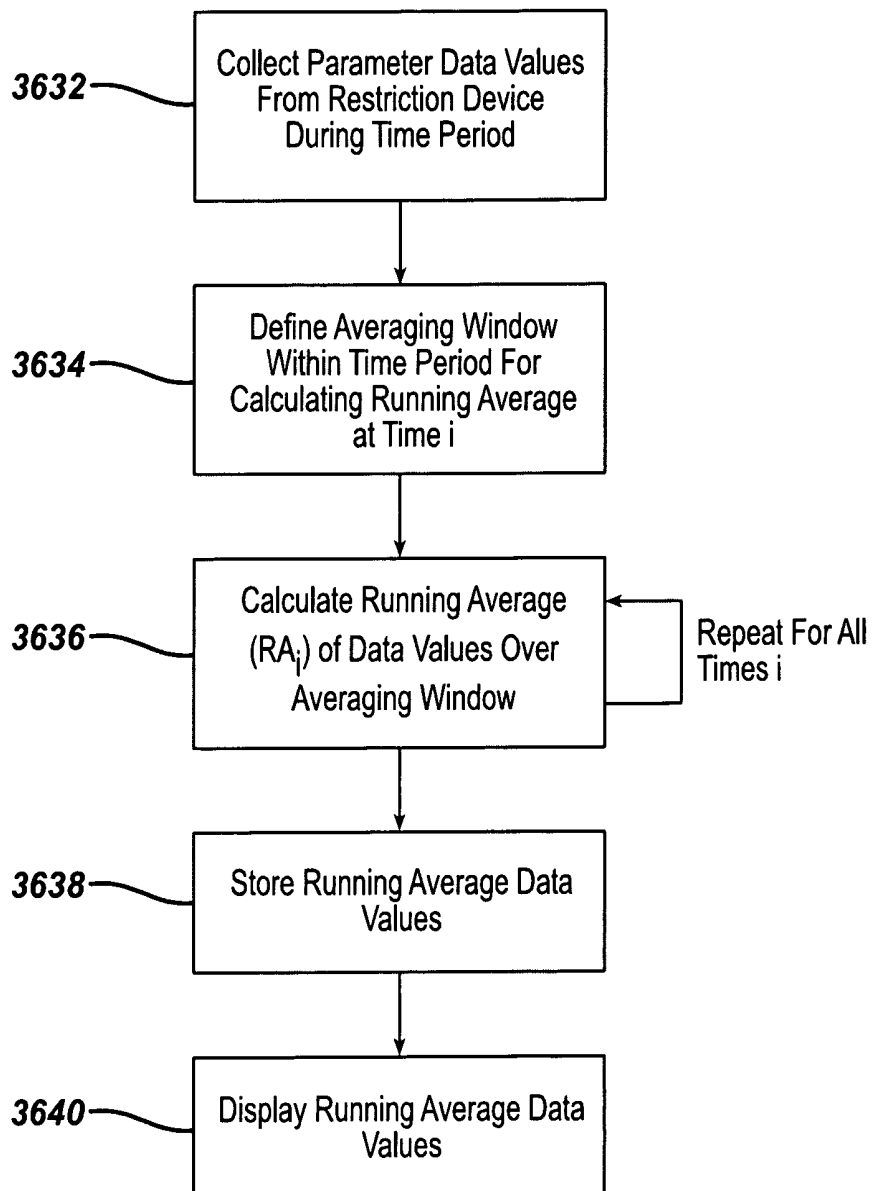 3632
Collect Parameter Data Values
From Restriction Device
During Time Period
3634
Define Averaging Window
Within Time Period For
Calculating Running Average
at Time i
3636
Calculate Running Average
(RAi) of Data Values Over
Averaging Window
Repeat For All
Times i
3638
Store Running Average Data
Values
3640
Display Running Average Data
Values